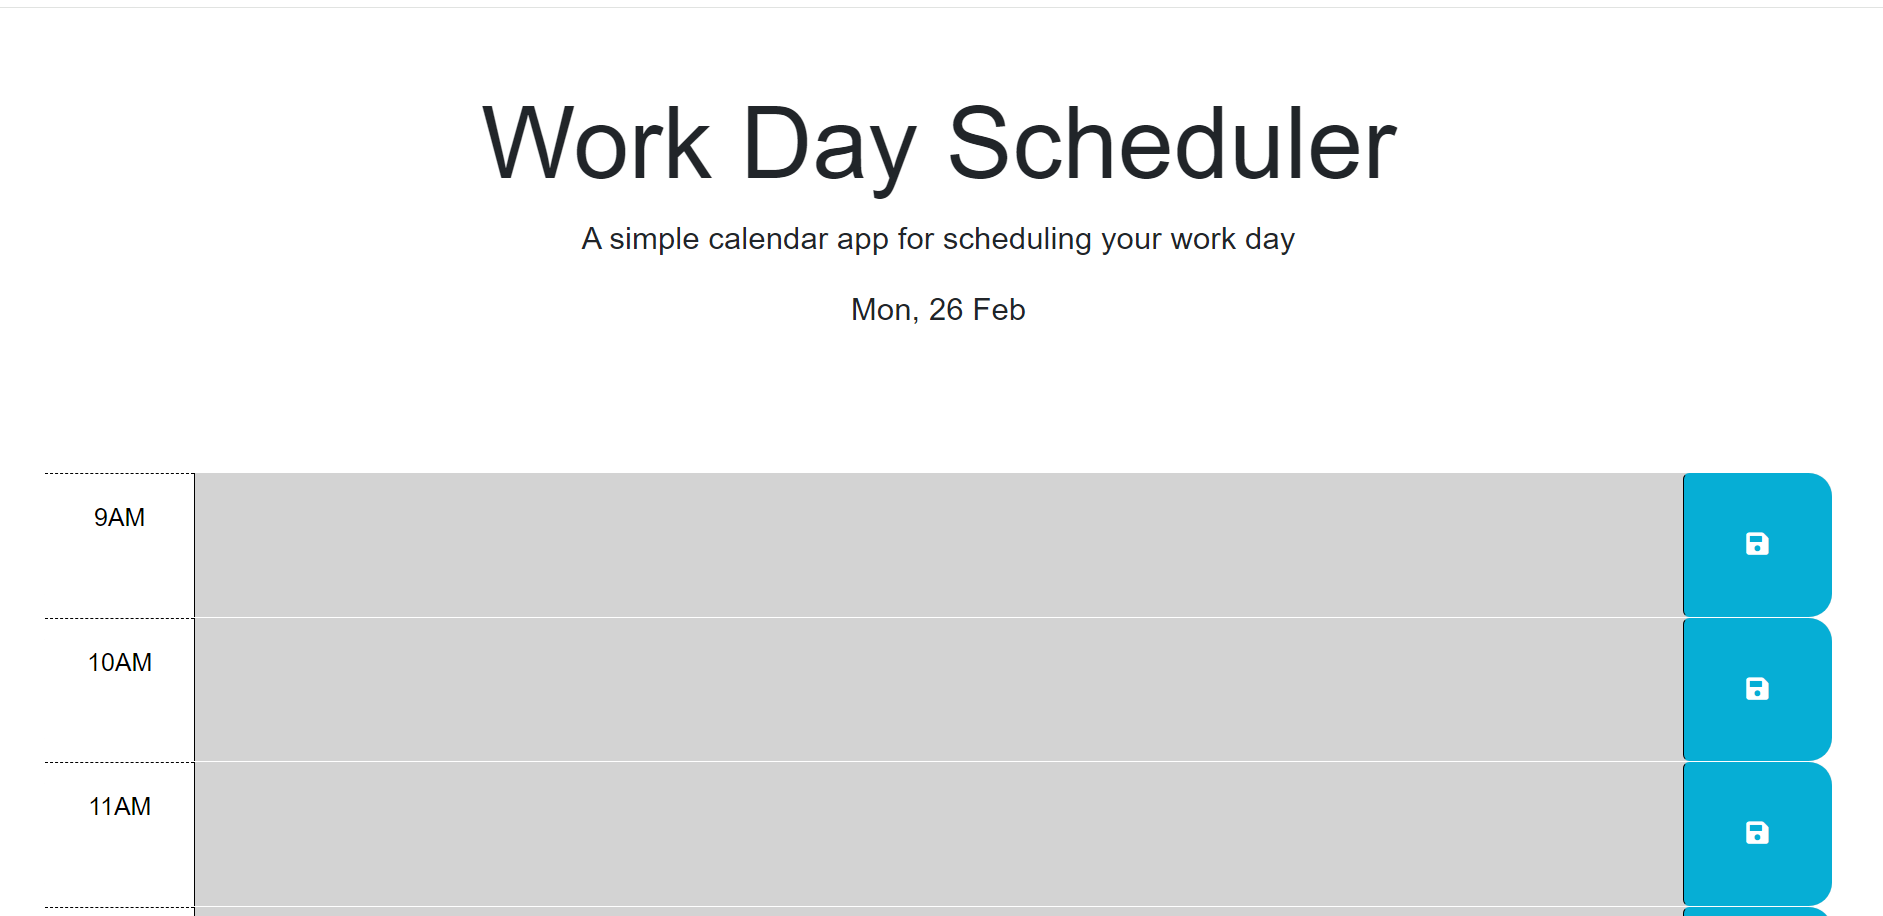 Work Day Scheduler
A simple calendar app for scheduling your work day
Mon, 26 Feb
9AM
10AM
11AM